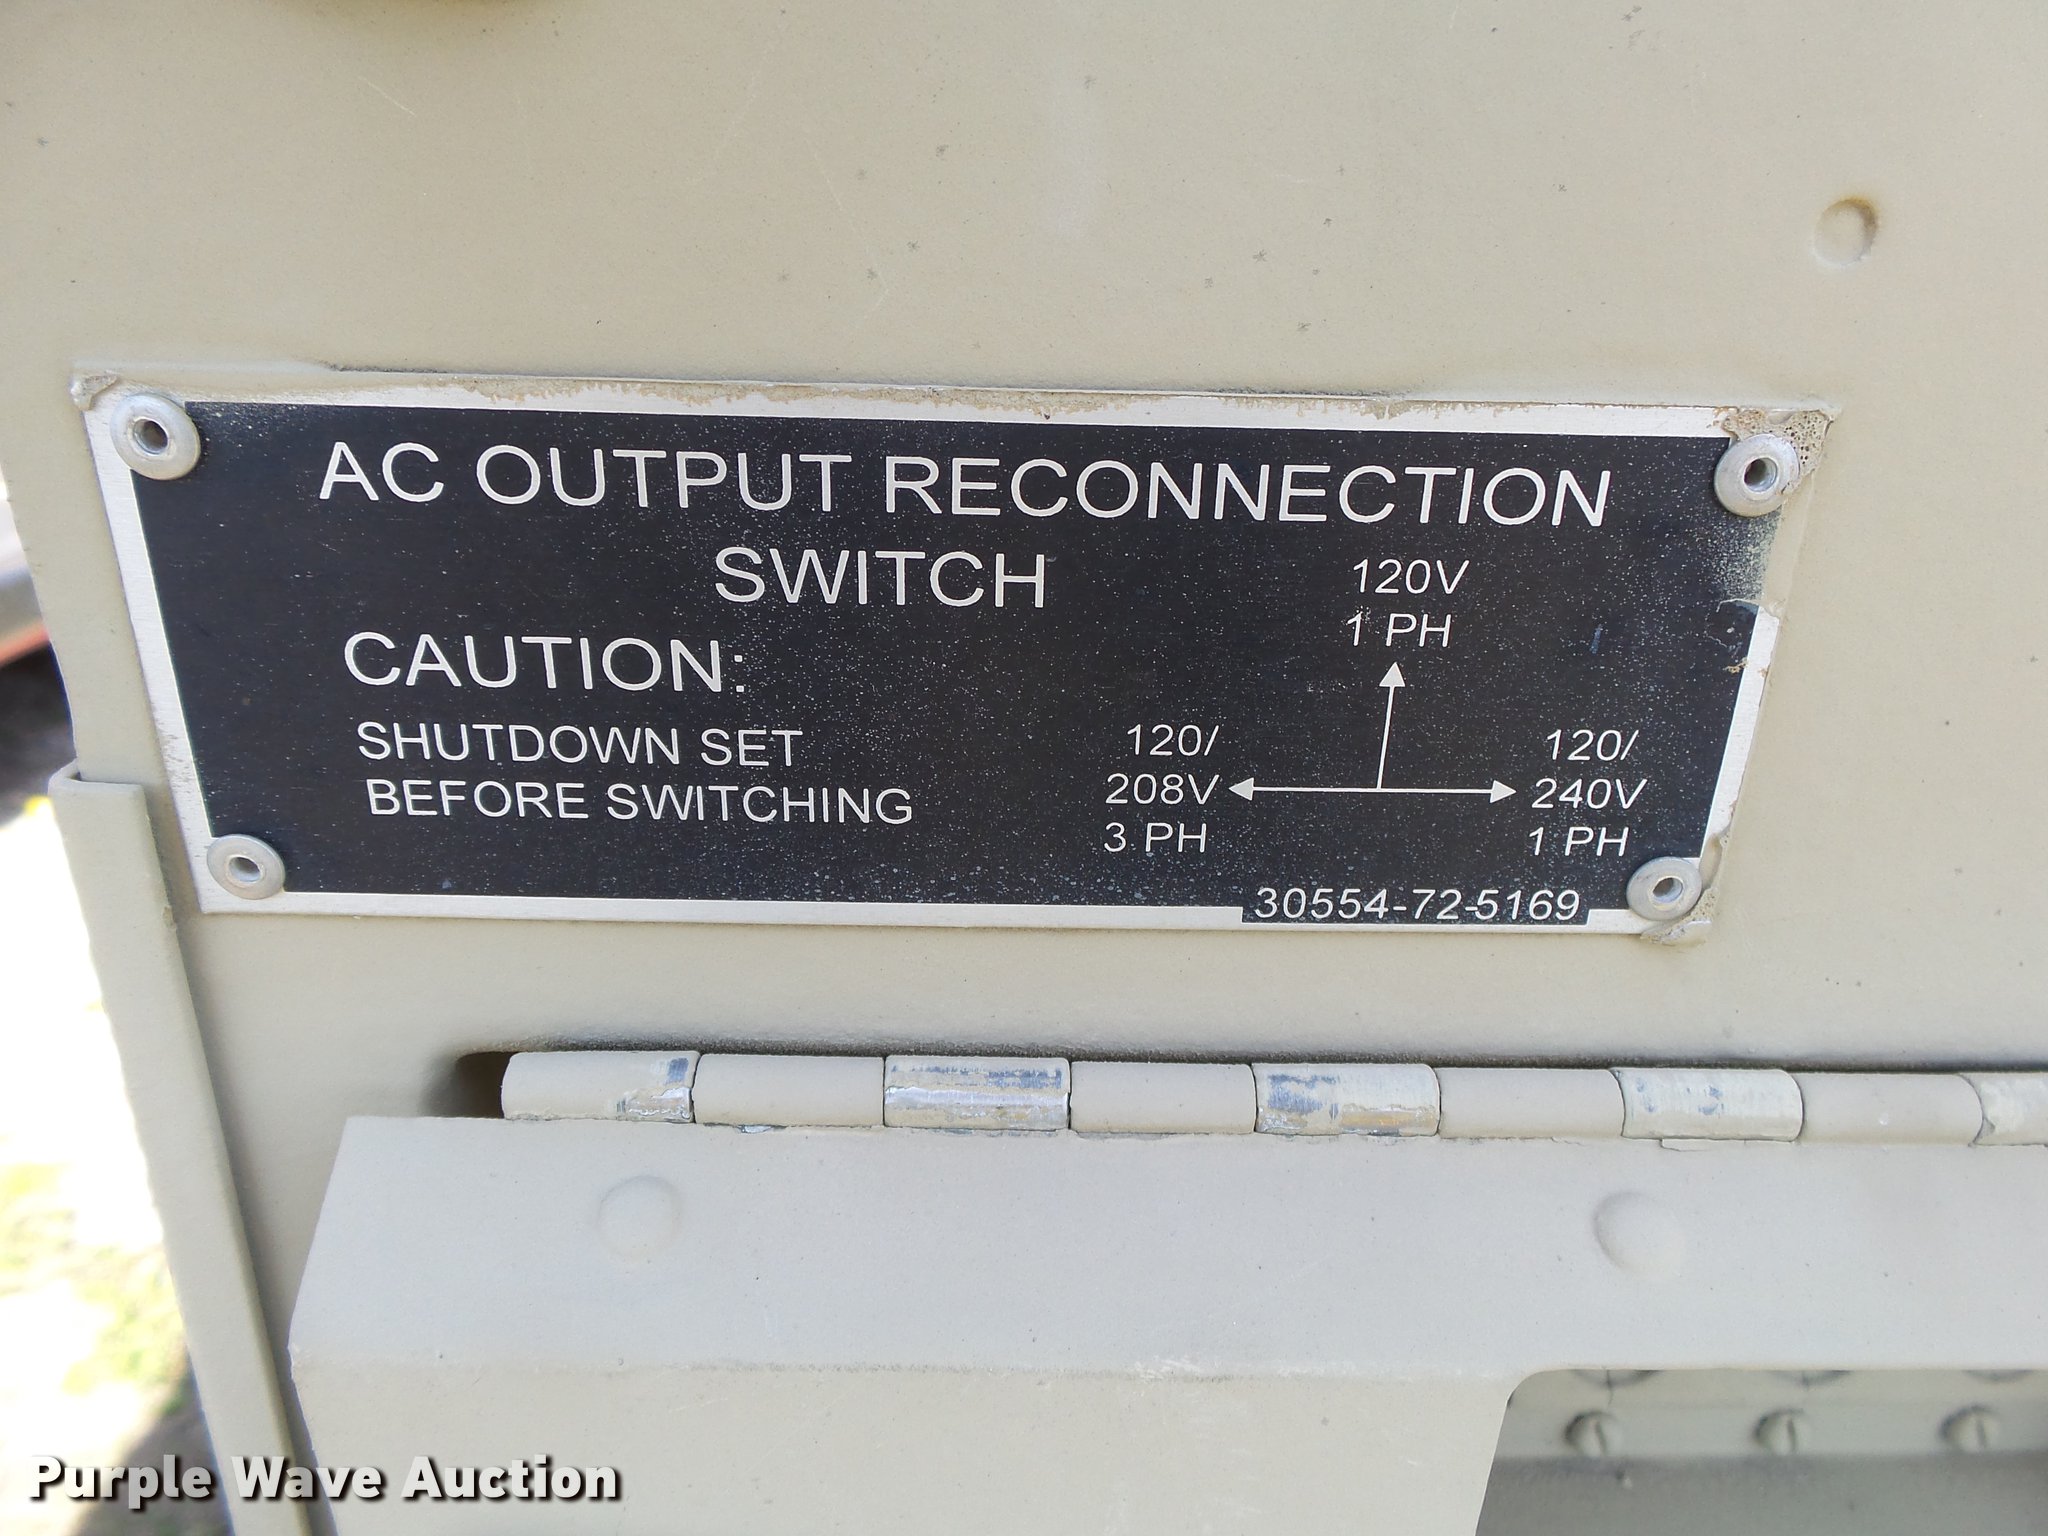 AC OUTPUT RECONNECTION
SWITCH
CAUTION:
SHUTDOWN SET
BEFORE SWITCHING
120V
1 PH
120/
208V
3 PH
120/
240V
1 PH
30554-72-5169
Purple Wave Auction